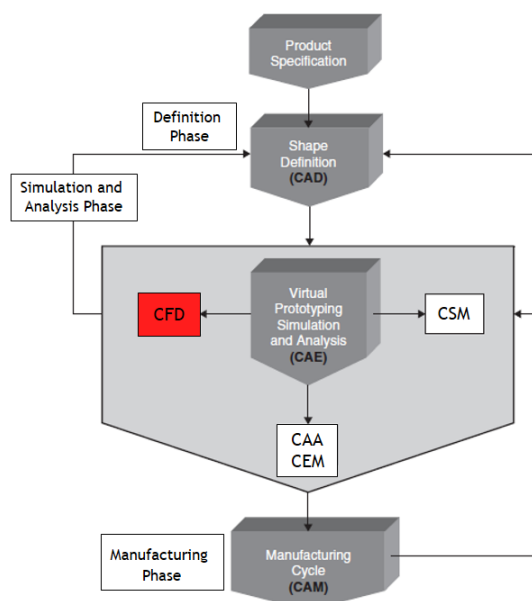 Product
Specification
Definition
Phase
Shape
Definition
(CAD)
Simulation and
Analysis Phase
Virtual
Prototyping
Simulation
and Analysis
(CAE)
CFD
CSM
CAA
CEM
Manufacturing
Phase
Manufacturing
Cycle
(CAM)